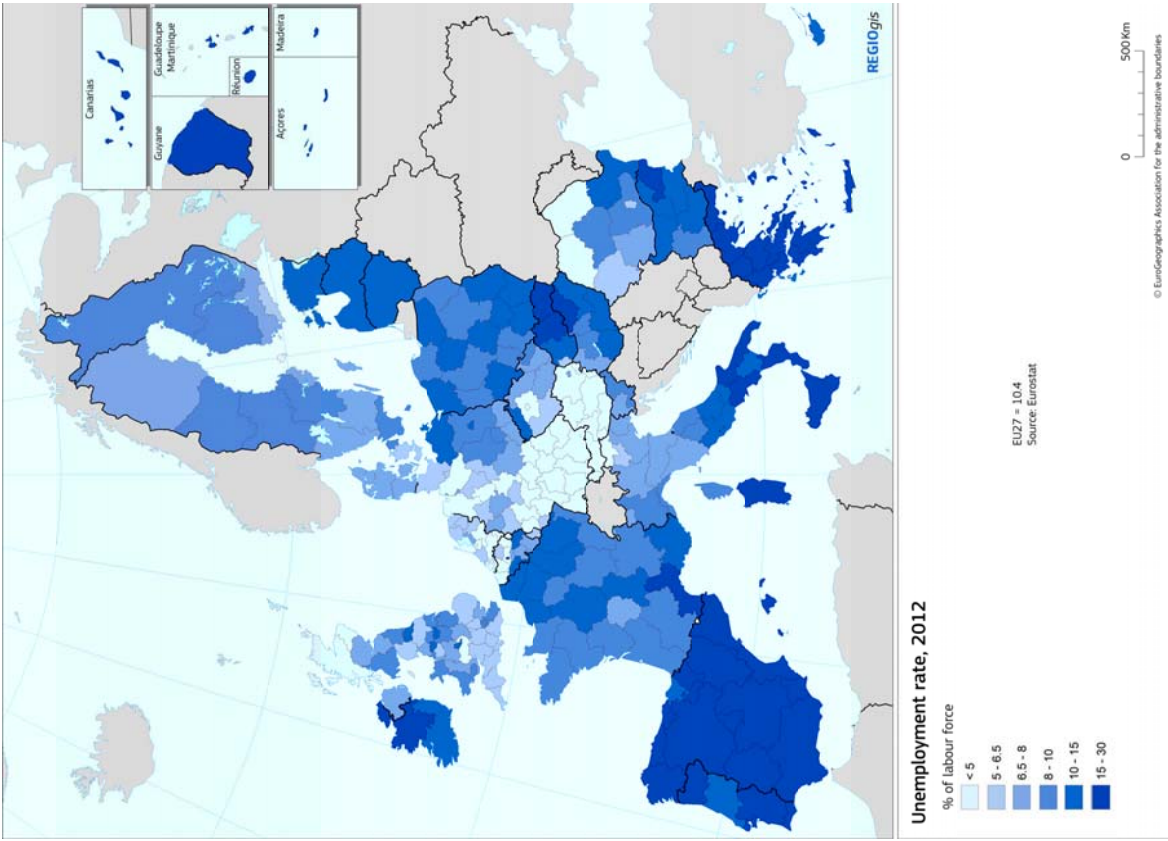 Canarias
Guyane
Guadeloupe
Martinique
Réunion
Açores
Madeira
REGIOgis
Unemployment rate, 2012
% of labour force
< 5
5 - 6.5
6.5 - 8
8 - 10
10 - 15
15 - 30
EU27 = 10.4
Source: Eurostat
0 500 Km
© EuroGeographics Association for the administrative boundaries